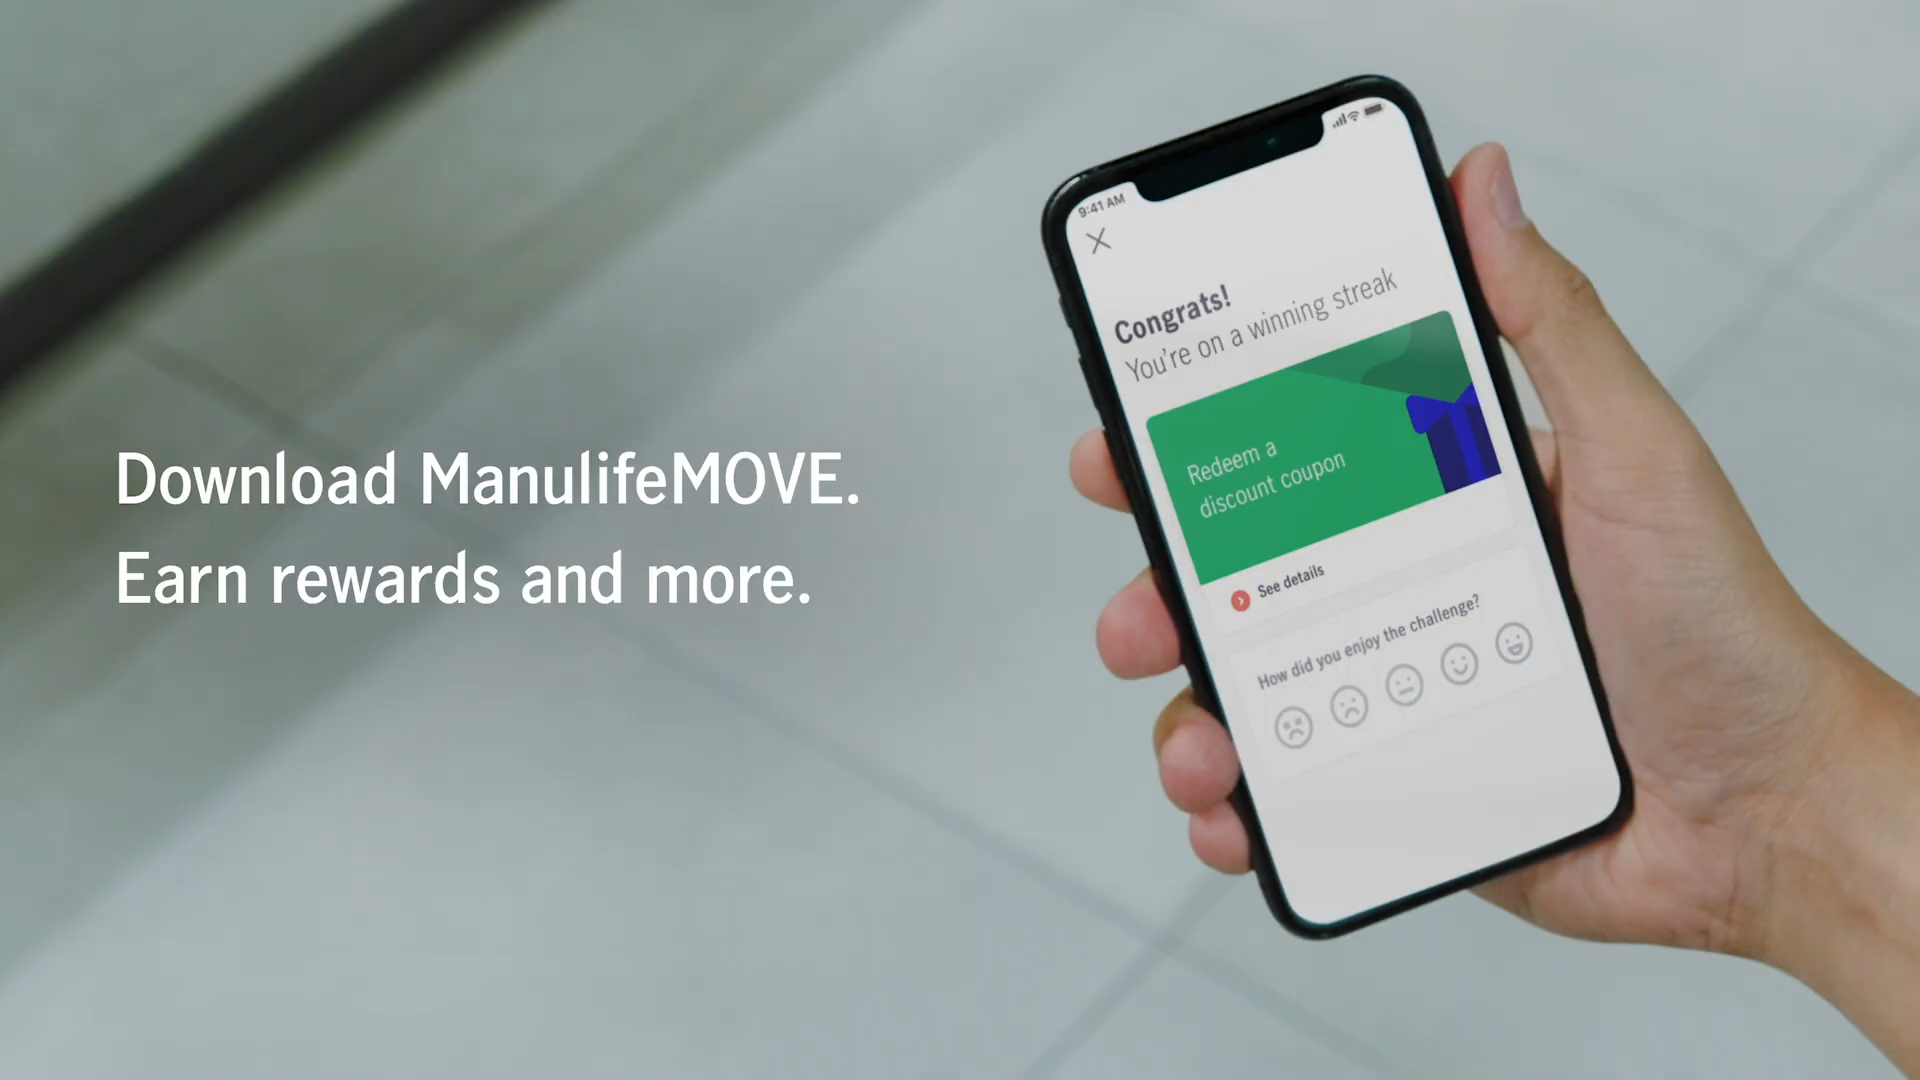 Download ManulifeMOVE.
Earn rewards and more.
9:41 AM
Congrats!
You're on a winning streak
Redeem a
discount coupon
See details
How did you enjoy the challenge?